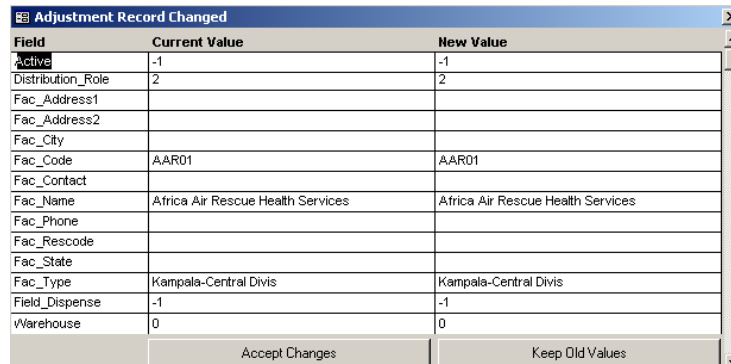 Adjustment Record Changed
Field Current Value New Value
Active -1 -1
Distribution_Role 2 2
Fac_Address1
Fac_Address2
Fac_City
Fac_Code AAR01 AAR01
Fac_Contact
Fac_Name Africa Air Rescue Health Services Africa Air Rescue Health Services
Fac_Phone
Fac_Rescode
Fac_State
Fac_Type Kampala-Central Divis Kampala-Central Divis
Field_Dispense -1 -1
Warehouse 0 0
Accept Changes Keep Old Values